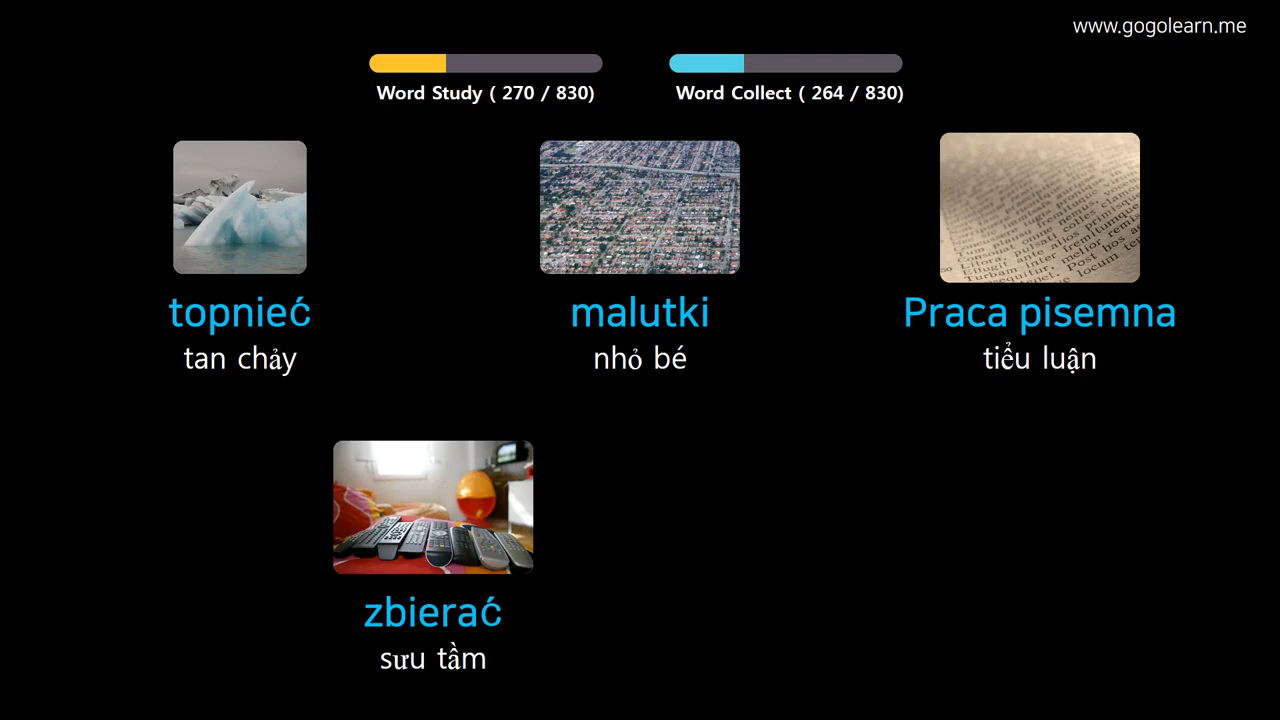 www.gogolearn.me
Word Study ( 270 / 830)
Word Collect ( 264 / 830)
topnieć
tan chảy
malutki
nhỏ bé
Praca pisemna
tiểu luận
zbierać
sưu tầm